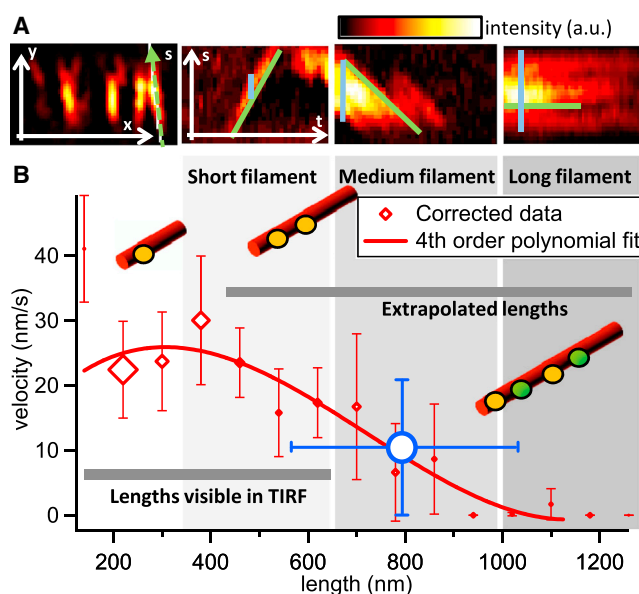 A
intensity (a.u.)
y
s
x
s
t
B
Short filament
Medium filament
Long filament
Corrected data
4th order polynomial fit
Extrapolated lengths
Lengths visible in TIRF
velocity (nm/s)
40
30
20
10
0
200
400
600
800
1000
1200
length (nm)